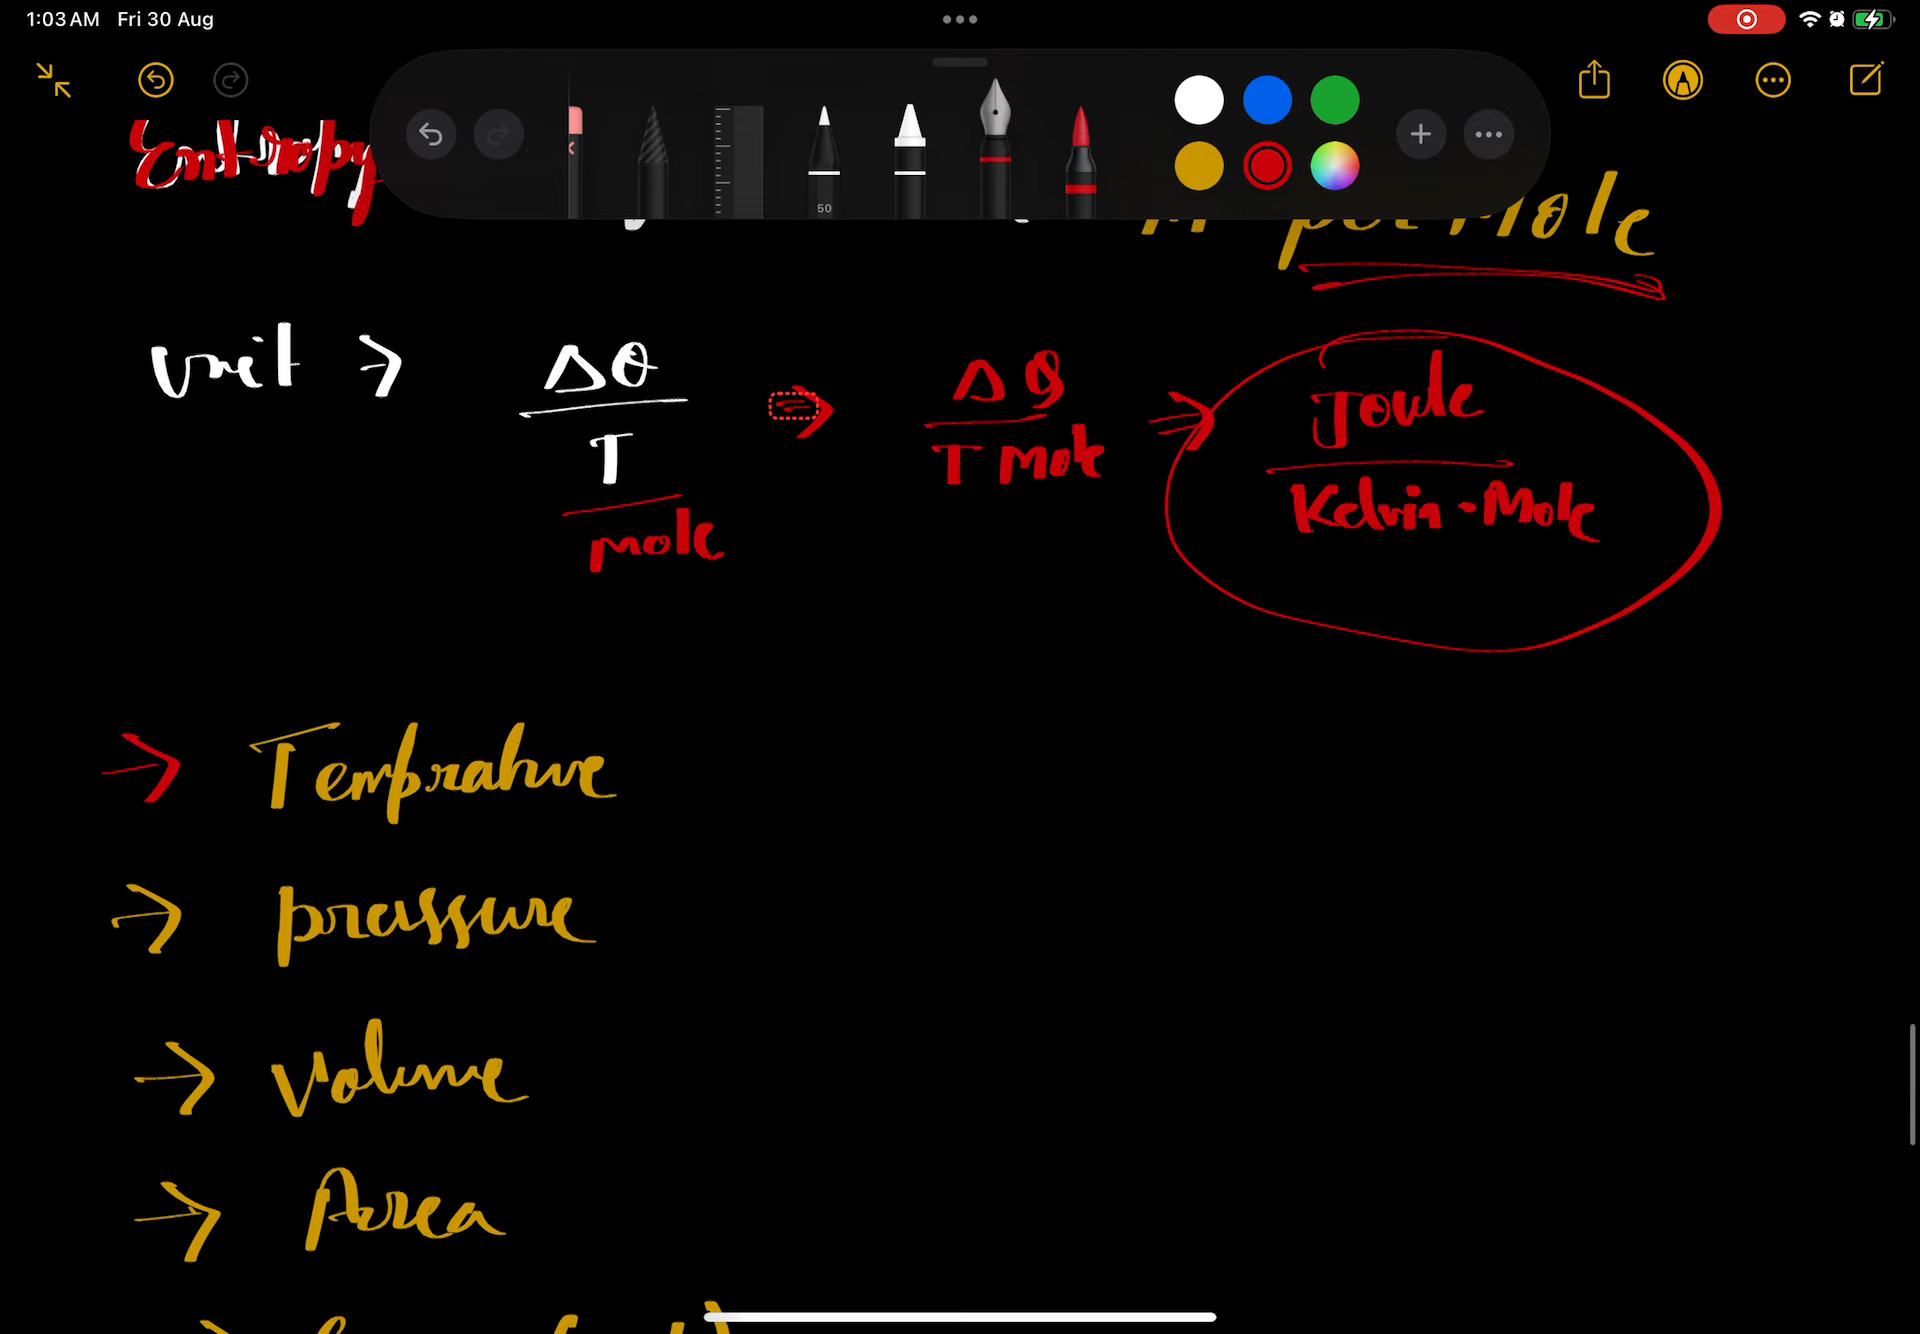 1:03 AM Fri 30 Aug
50
Entropy
per Mole
Unit → ΔQ / T / mole ⇒ ΔQ / T Mole ⇒ Joule / Kelvin - Mole
→ Temprature
→ pressure
→ Volume
→ Area